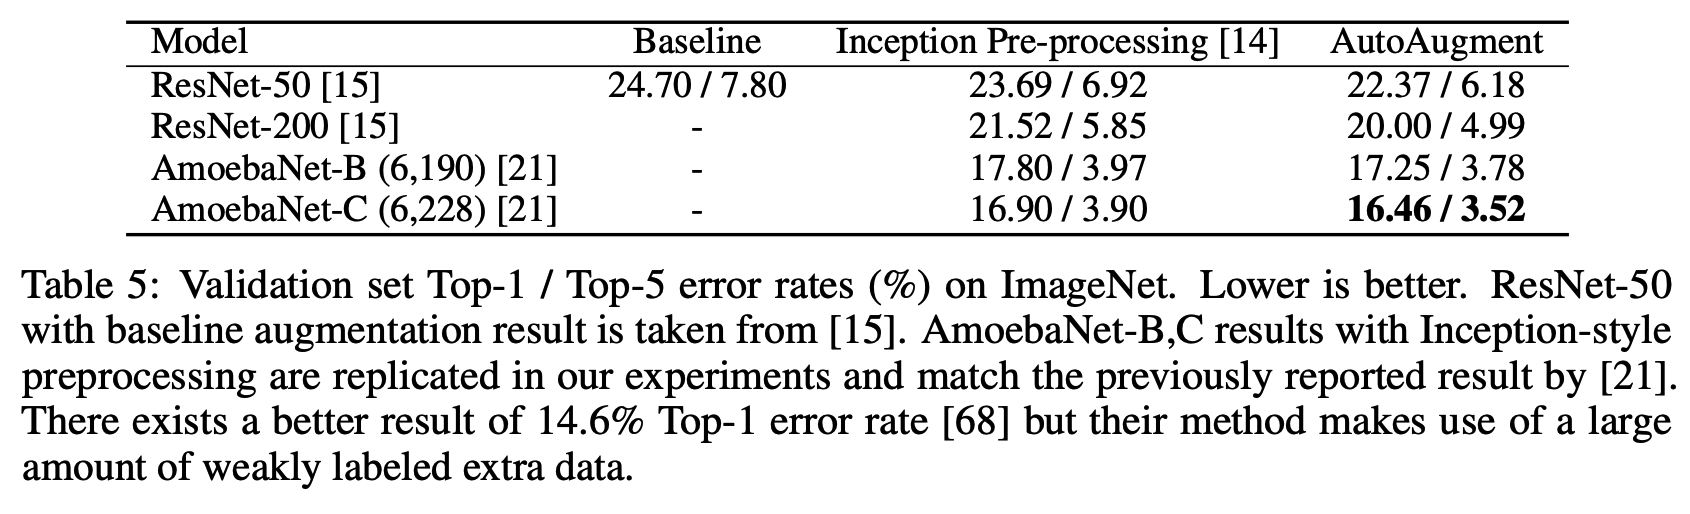 Model Baseline Inception Pre-processing [14] AutoAugment
ResNet-50 [15] 24.70 / 7.80 23.69 / 6.92 22.37 / 6.18
ResNet-200 [15] - 21.52 / 5.85 20.00 / 4.99
AmoebaNet-B (6,190) [21] - 17.80 / 3.97 17.25 / 3.78
AmoebaNet-C (6,228) [21] - 16.90 / 3.90 16.46 / 3.52
Table 5: Validation set Top-1 / Top-5 error rates (%) on ImageNet. Lower is better. ResNet-50
with baseline augmentation result is taken from [15]. AmoebaNet-B,C results with Inception-style
preprocessing are replicated in our experiments and match the previously reported result by [21].
There exists a better result of 14.6% Top-1 error rate [68] but their method makes use of a large
amount of weakly labeled extra data.